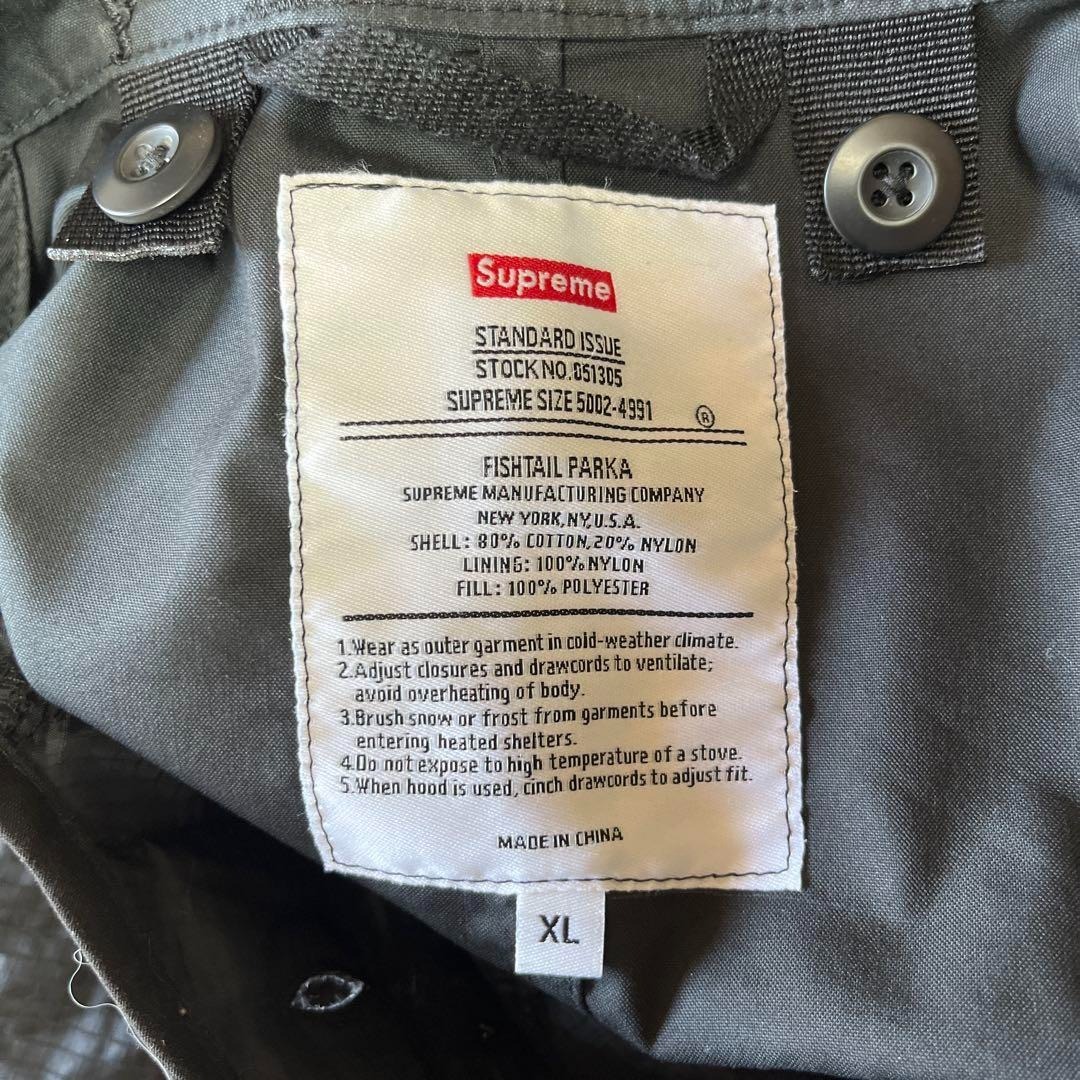 Supreme
STANDARD ISSUE
STOCK NO. 051305
SUPREME SIZE 5002-4991 ®
FISHTAIL PARKA
SUPREME MANUFACTURING COMPANY
NEW YORK, NY, U.S.A.
SHELL: 80% COTTON, 20% NYLON
LINING: 100% NYLON
FILL: 100% POLYESTER
1. Wear as outer garment in cold-weather climate.
2. Adjust closures and drawcords to ventilate;
avoid overheating of body.
3. Brush snow or frost from garments before
entering heated shelters.
4. Do not expose to high temperature of a stove.
5. When hood is used, cinch drawcords to adjust fit.
MADE IN CHINA
XL